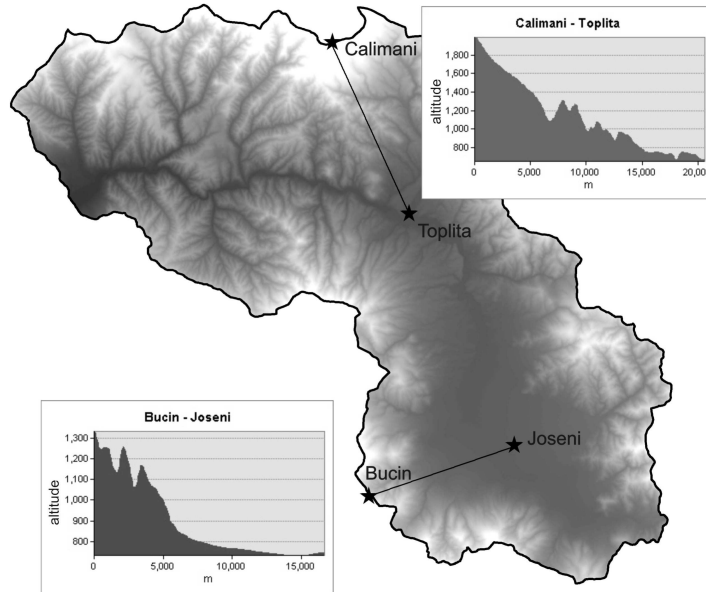 Calimani - Toplita
altitude
1,800
1,600
1,400
1,200
1,000
800
0 5,000 10,000 15,000 20,000
m
Calimani
Toplita
Joseni
Bucin
Bucin - Joseni
altitude
1,300
1,200
1,100
1,000
900
800
0 5,000 10,000 15,000
m